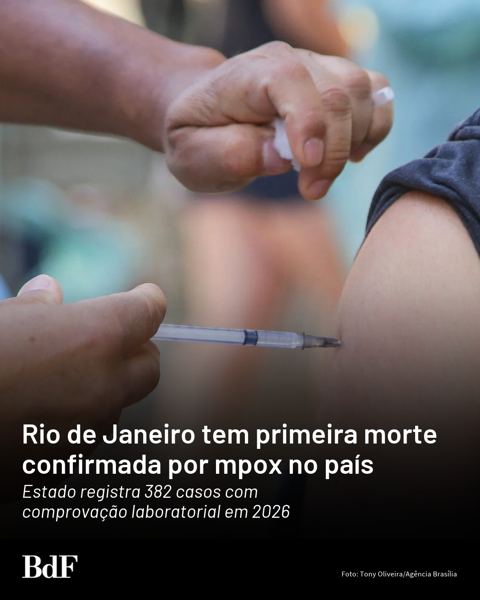 Rio de Janeiro tem primeira morte
confirmada por mpox no país
Estado registra 382 casos com
comprovação laboratorial em 2026
BdF
Foto: Tony Oliveira/Agência Brasília